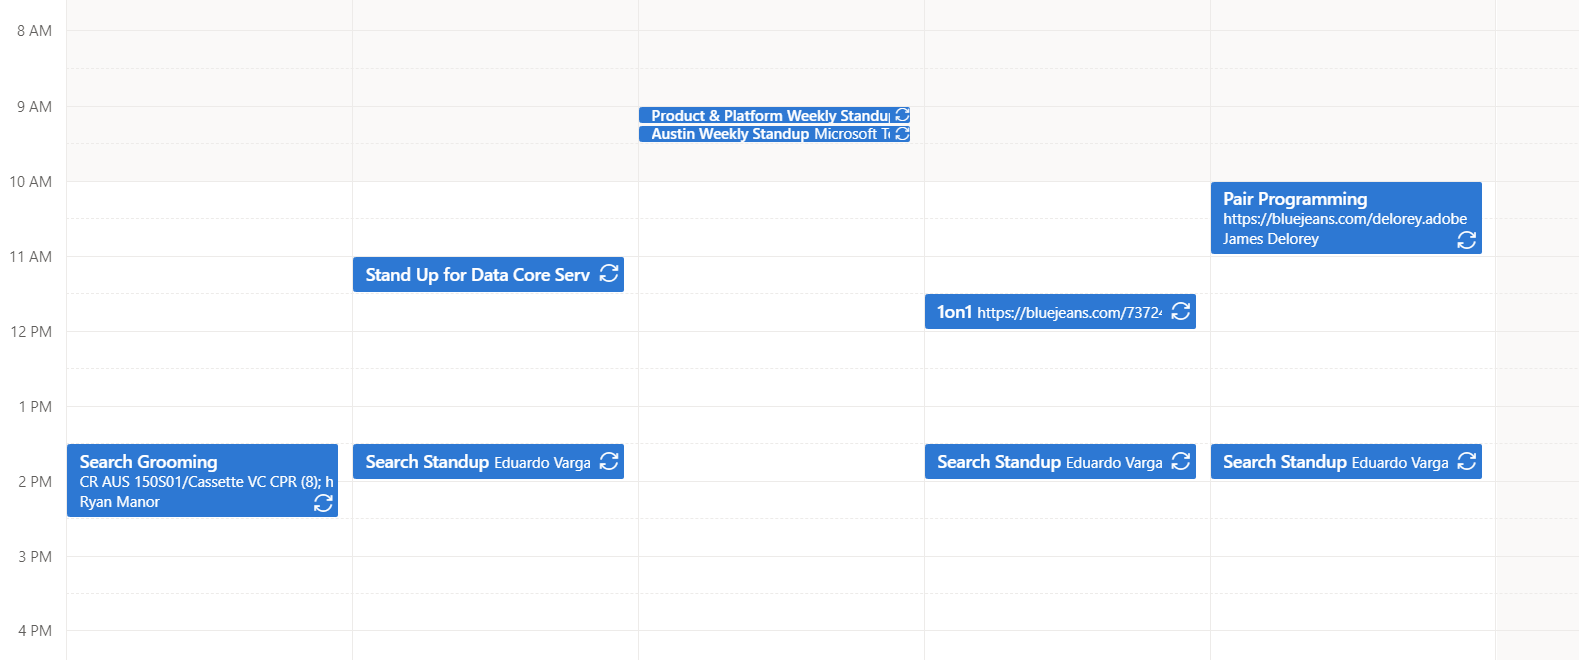 8 AM
9 AM
Product & Platform Weekly Standu
Austin Weekly Standup Microsoft Te
10 AM
Pair Programming
https://bluejeans.com/delorey.adobe
James Delorey
11 AM
Stand Up for Data Core Serv
1on1 https://bluejeans.com/7372
12 PM
1 PM
Search Grooming
CR AUS 150S01/Cassette VC CPR (8); h
Ryan Manor
Search Standup Eduardo Varga
Search Standup Eduardo Varga
Search Standup Eduardo Varga
2 PM
3 PM
4 PM